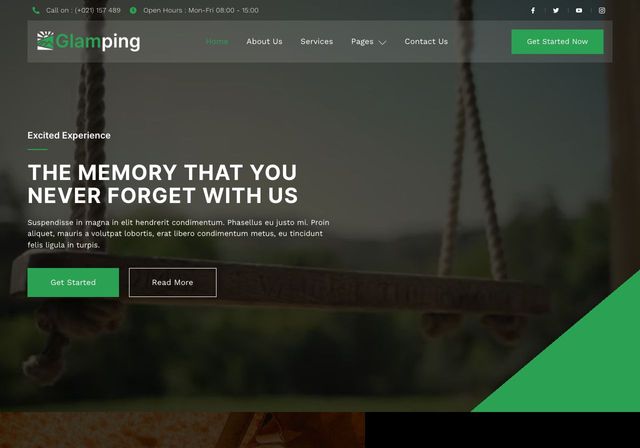 Call on : (+021) 157 489 Open Hours : Mon-Fri 08:00 - 15:00
Glamping Home About Us Services Pages Contact Us Get Started Now
Excited Experience
THE MEMORY THAT YOU
NEVER FORGET WITH US
Suspendisse in magna in elit hendrerit condimentum. Phasellus eu justo mi. Proin
aliquet, mauris a volutpat lobortis, erat libero condimentum metus, eu tincidunt
felis ligula in turpis.
Get Started Read More